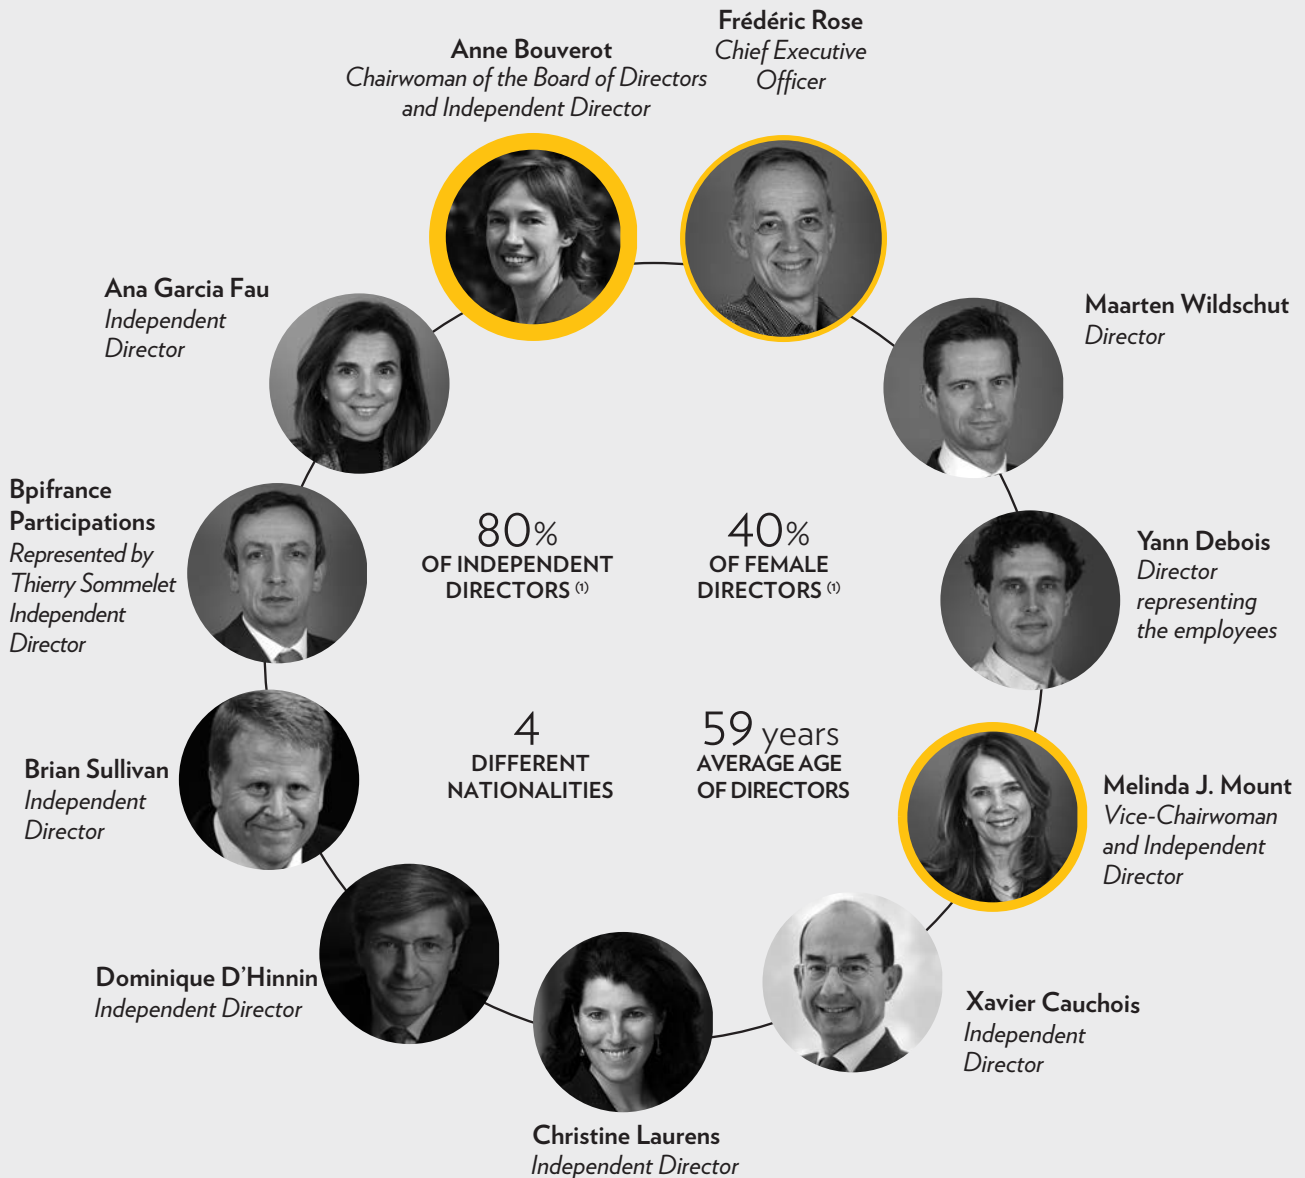 Frédéric Rose
Chief Executive
Officer
Anne Bouverot
Chairwoman of the Board of Directors
and Independent Director
Ana Garcia Fau
Independent
Director
Maarten Wildschut
Director
Bpifrance
Participations
Represented by
Thierry Sommelet
Independent
Director
80%
OF INDEPENDENT
DIRECTORS (1)
40%
OF FEMALE
DIRECTORS (1)
Yann Debois
Director
representing
the employees
4
DIFFERENT
NATIONALITIES
59 years
AVERAGE AGE
OF DIRECTORS
Brian Sullivan
Independent
Director
Melinda J. Mount
Vice-Chairwoman
and Independent
Director
Dominique D’Hinnin
Independent Director
Xavier Cauchois
Independent
Director
Christine Laurens
Independent Director